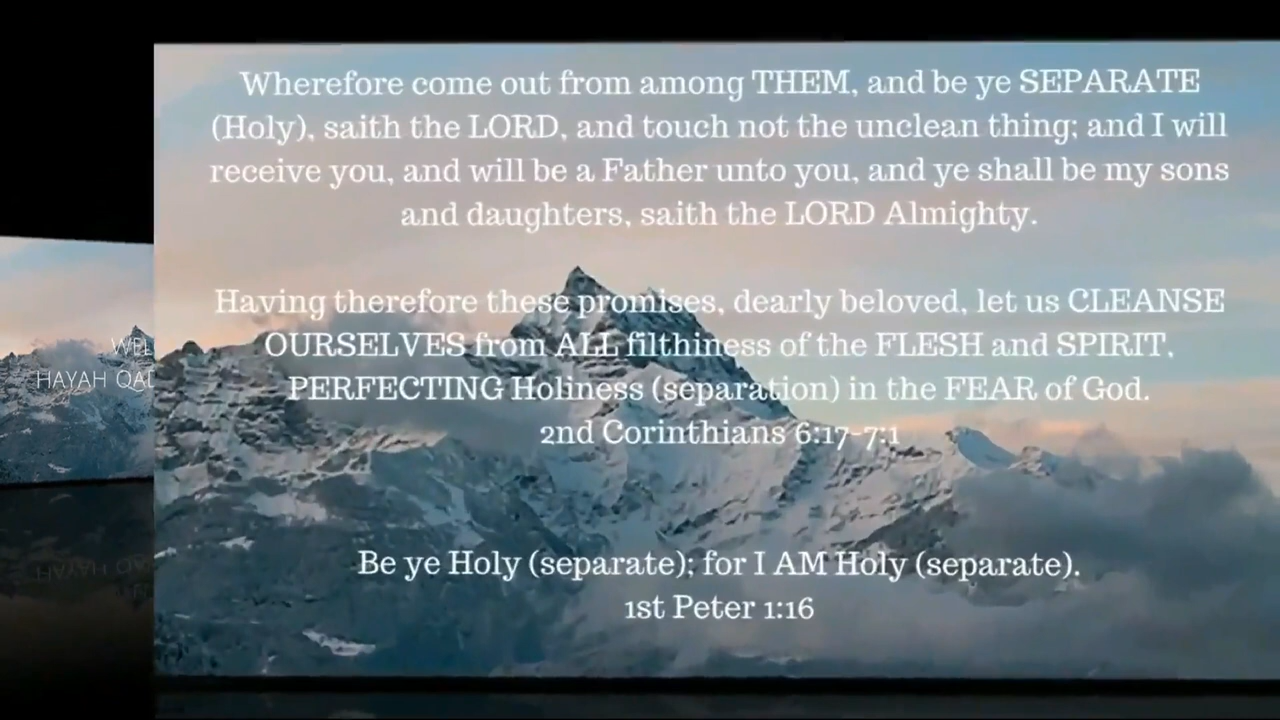 Wherefore come out from among THEM, and be ye SEPARATE
(Holy), saith the LORD, and touch not the unclean thing; and I will
receive you, and will be a Father unto you, and ye shall be my sons
and daughters, saith the LORD Almighty.
Having therefore these promises, dearly beloved, let us CLEANSE
OURSELVES from ALL filthiness of the FLESH and SPIRIT,
PERFECTING Holiness (separation) in the FEAR of God.
2nd Corinthians 6:17-7:1
Be ye Holy (separate); for I AM Holy (separate).
1st Peter 1:16
HAYAH